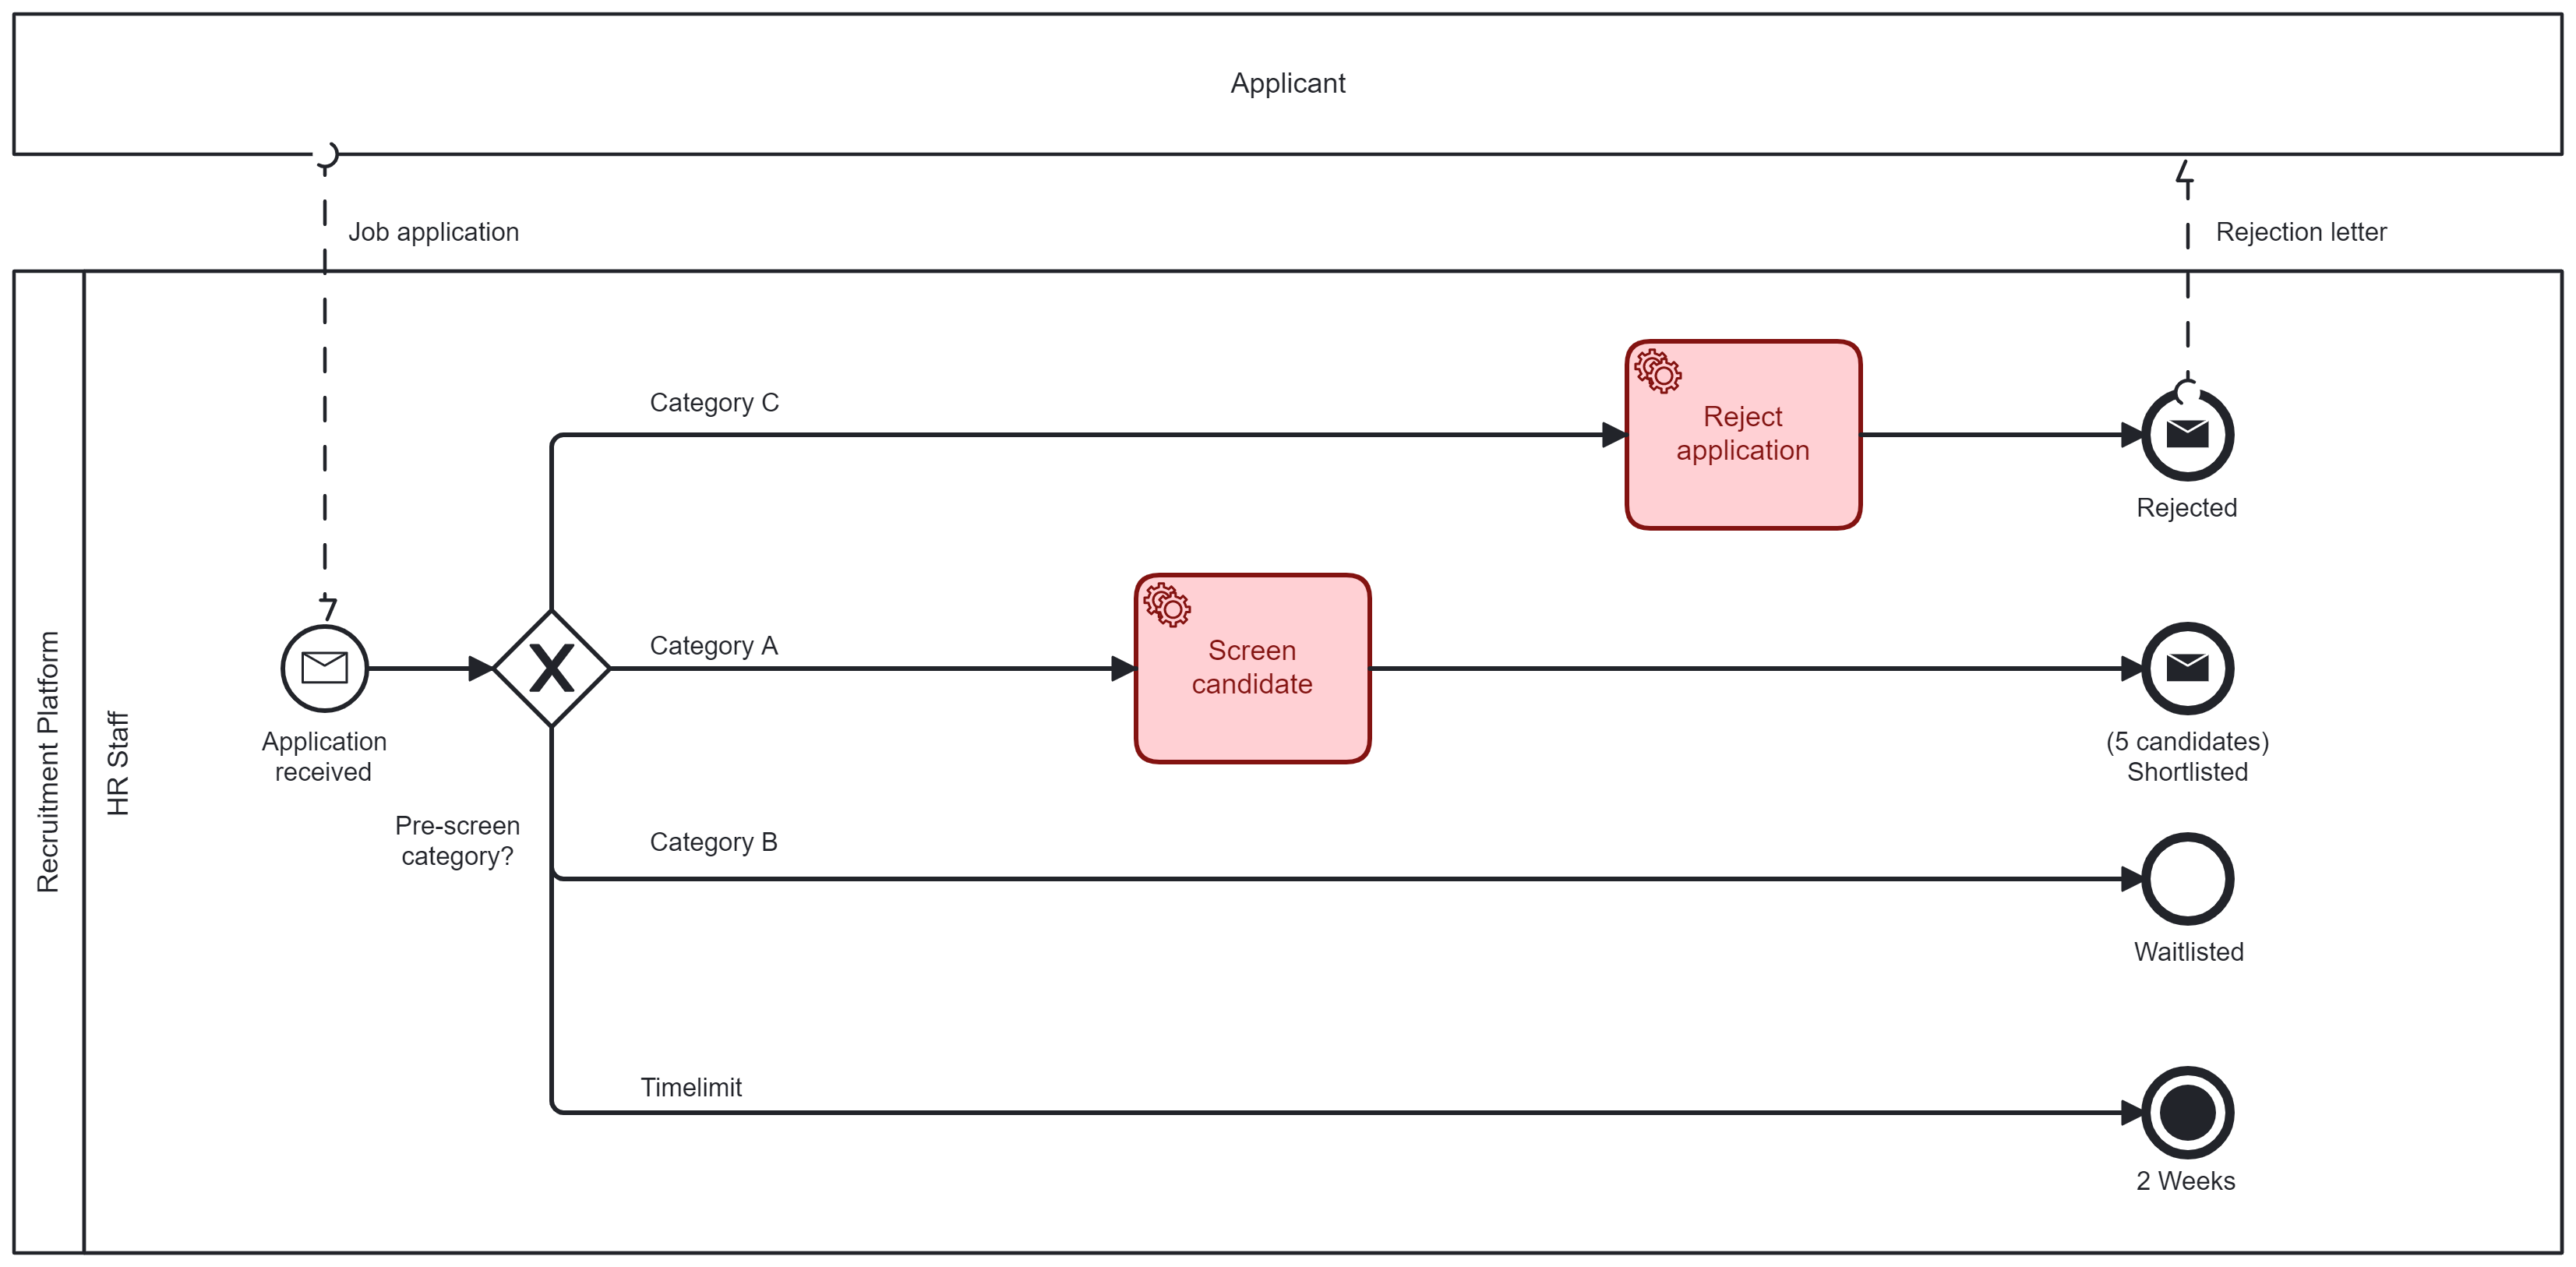 Applicant
Job application
Rejection letter
Recruitment Platform
HR Staff
Category C
Reject
application
Rejected
Category A
Screen
candidate
Application
received
(5 candidates)
Shortlisted
Pre-screen
category?
Category B
Waitlisted
Timelimit
2 Weeks